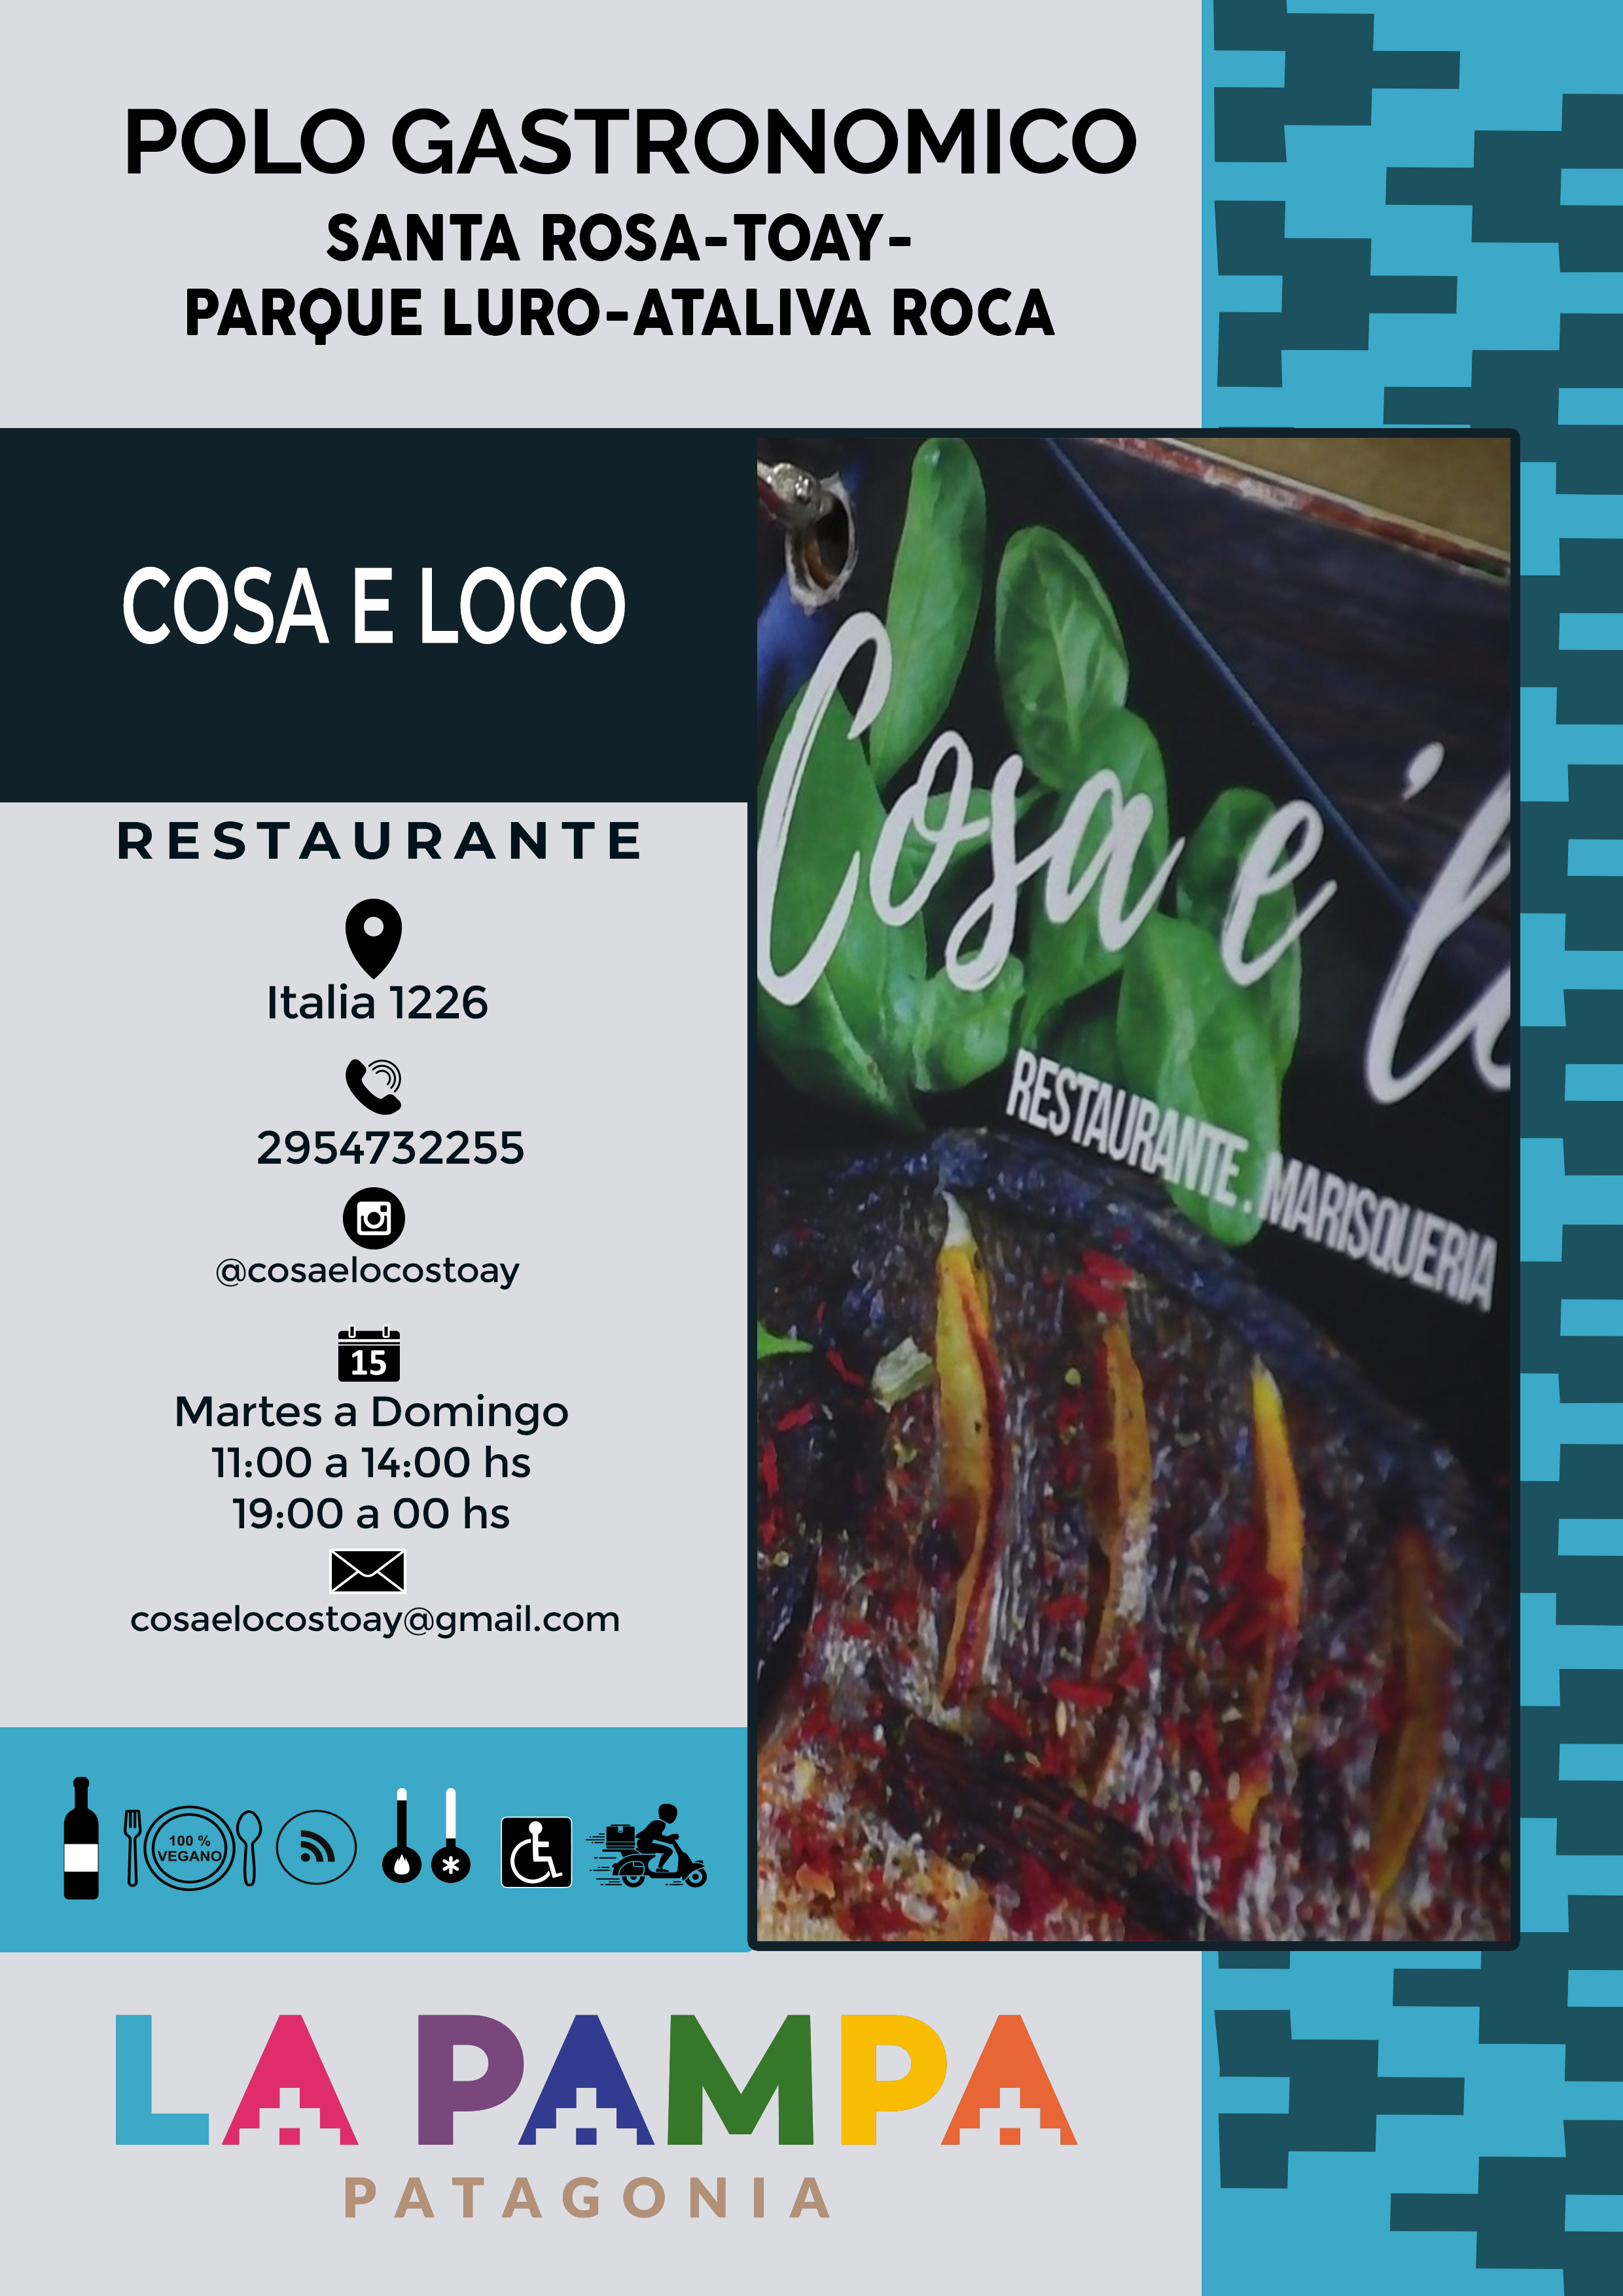 POLO GASTRONOMICO
SANTA ROSA-TOAY-
PARQUE LURO-ATALIVA ROCA
COSA E LOCO
RESTAURANTE
Italia 1226
2954732255
@cosaelocostoay
15
Martes a Domingo
11:00 a 14:00 hs
19:00 a 00 hs
cosaelocostoay@gmail.com
Cosa e 'l
RESTAURANTE . MARISQUERIA
100 %
VEGANO
LA PAMPA
PATAGONIA